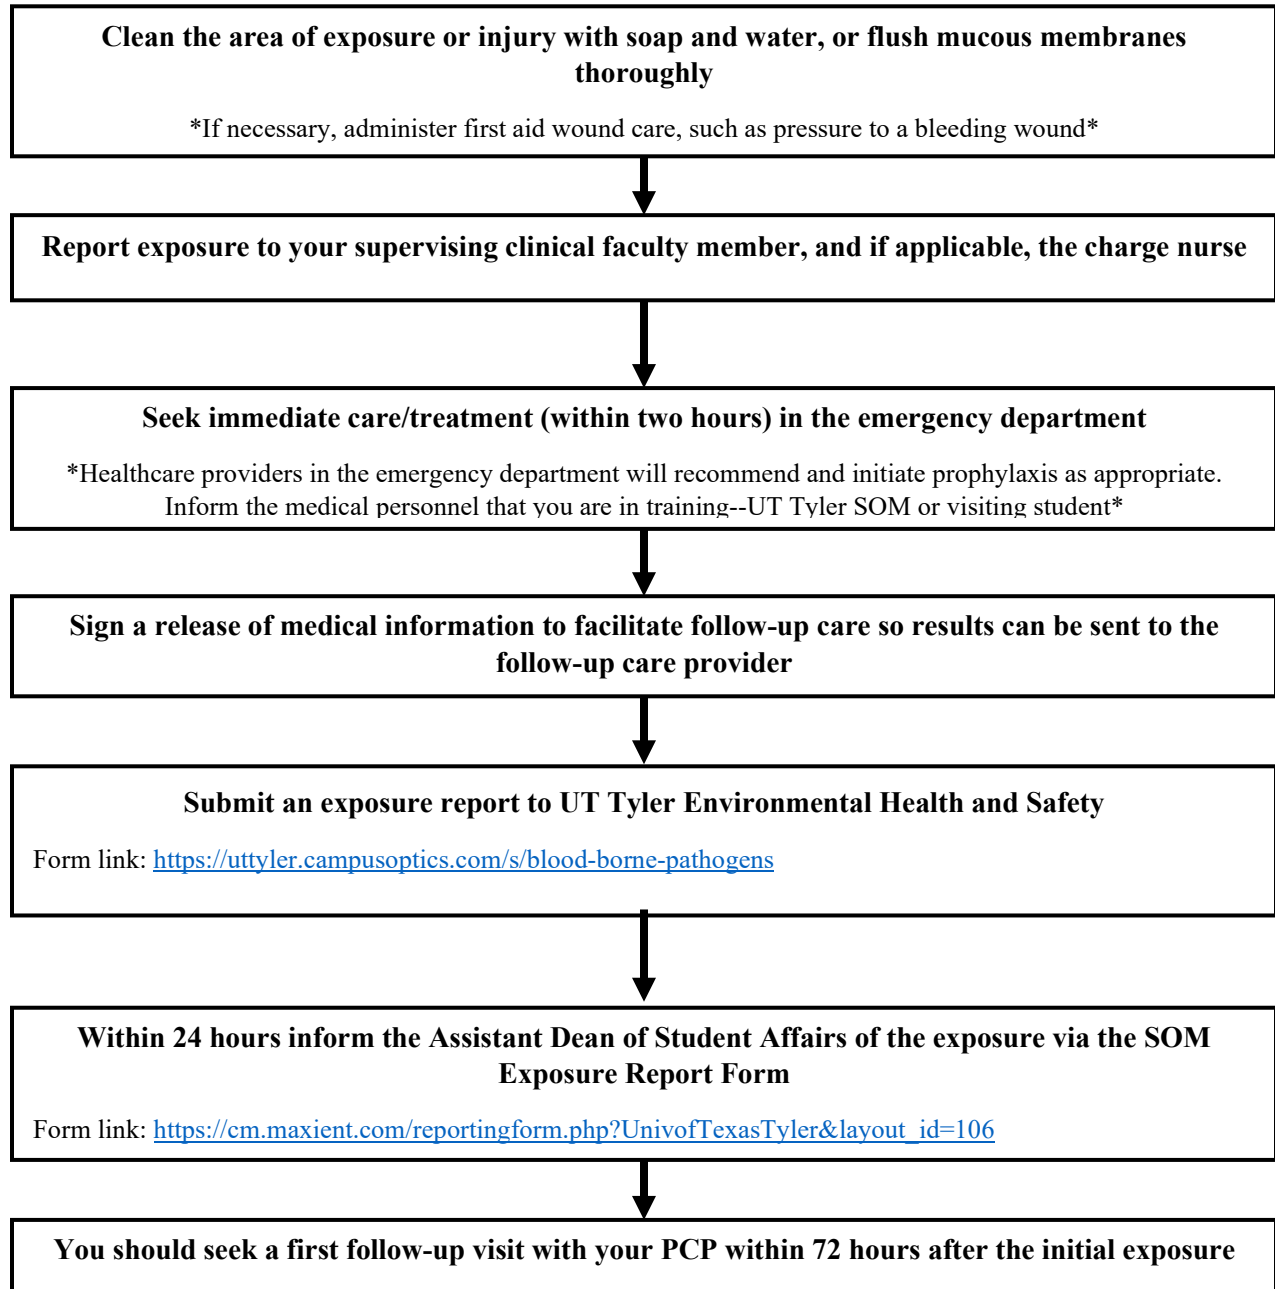 Clean the area of exposure or injury with soap and water, or flush mucous membranes
thoroughly
*If necessary, administer first aid wound care, such as pressure to a bleeding wound*
Report exposure to your supervising clinical faculty member, and if applicable, the charge nurse
Seek immediate care/treatment (within two hours) in the emergency department
*Healthcare providers in the emergency department will recommend and initiate prophylaxis as appropriate.
Inform the medical personnel that you are in training--UT Tyler SOM or visiting student*
Sign a release of medical information to facilitate follow-up care so results can be sent to the
follow-up care provider
Submit an exposure report to UT Tyler Environmental Health and Safety
Form link: https://uttyler.campusoptics.com/s/blood-borne-pathogens
Within 24 hours inform the Assistant Dean of Student Affairs of the exposure via the SOM
Exposure Report Form
Form link: https://cm.maxient.com/reportingform.php?UnivofTexasTyler&layout_id=106
You should seek a first follow-up visit with your PCP within 72 hours after the initial exposure